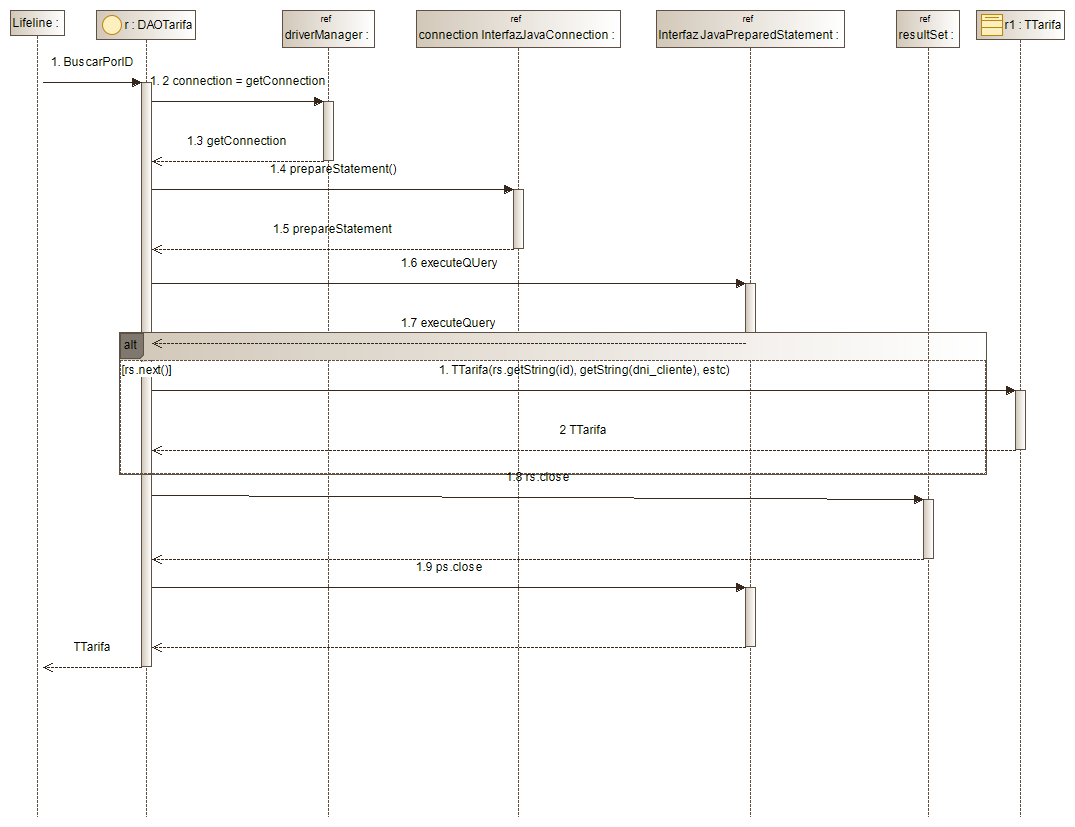 Lifeline :
r : DAOTarifa
ref
driverManager :
ref
connection InterfazJavaConnection :
ref
InterfazJavaPreparedStatement :
ref
resultSet :
r1 : TTarifa
1. BuscarPorID
1. 2 connection = getConnection
1.3 getConnection
1.4 prepareStatement()
1.5 prepareStatement
1.6 executeQUery
1.7 executeQuery
alt
[rs.next()]
1. TTarifa(rs.getString(id), getString(dni_cliente), estc)
2 TTarifa
1.8 rs.close
1.9 ps.close
TTarifa